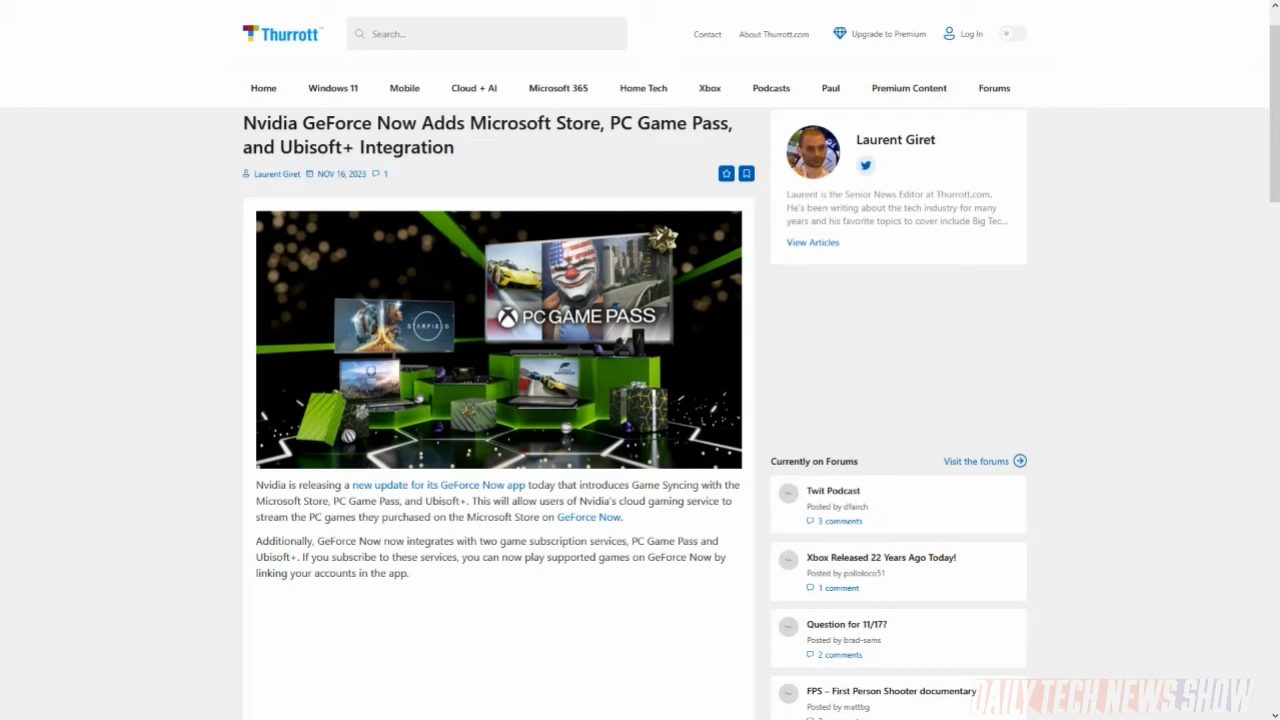 Thurrott
Search...
Contact
About Thurrott.com
Upgrade to Premium
Log In
Home
Windows 11
Mobile
Cloud + AI
Microsoft 365
Home Tech
Xbox
Podcasts
Paul
Premium Content
Forums
Nvidia GeForce Now Adds Microsoft Store, PC Game Pass,
and Ubisoft+ Integration
Laurent Giret NOV 16, 2023 1
STARFIELD
PC GAME PASS
Nvidia is releasing a new update for its GeForce Now app today that introduces Game Syncing with the
Microsoft Store, PC Game Pass, and Ubisoft+. This will allow users of Nvidia's cloud gaming service to
stream the PC games they purchased on the Microsoft Store on GeForce Now.
Additionally, GeForce Now now integrates with two game subscription services, PC Game Pass and
Ubisoft+. If you subscribe to these services, you can now play supported games on GeForce Now by
linking your accounts in the app.
Laurent Giret
Laurent is the Senior News Editor at Thurrott.com.
He's been writing about the tech industry for many
years and his favorite topics to cover include Big Tec...
View Articles
Currently on Forums
Visit the forums
Twit Podcast
Posted by dfairch
3 comments
Xbox Released 22 Years Ago Today!
Posted by polloloco51
1 comment
Question for 11/17?
Posted by brad-sams
2 comments
FPS – First Person Shooter documentary
Posted by mattbg
DAILY TECH NEWS SHOW